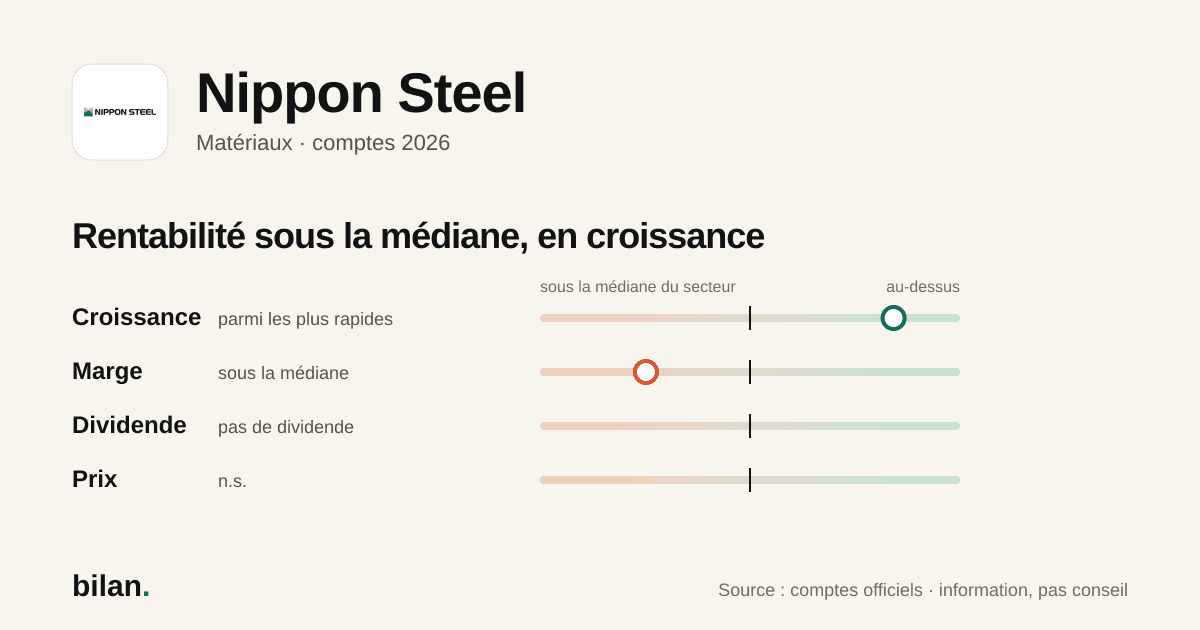 NIPPON STEEL
Nippon Steel
Matériaux · comptes 2026
Rentabilité sous la médiane, en croissance
sous la médiane du secteur au-dessus
Croissance parmi les plus rapides
Marge sous la médiane
Dividende pas de dividende
Prix n.s.
bilan.
Source : comptes officiels · information, pas conseil